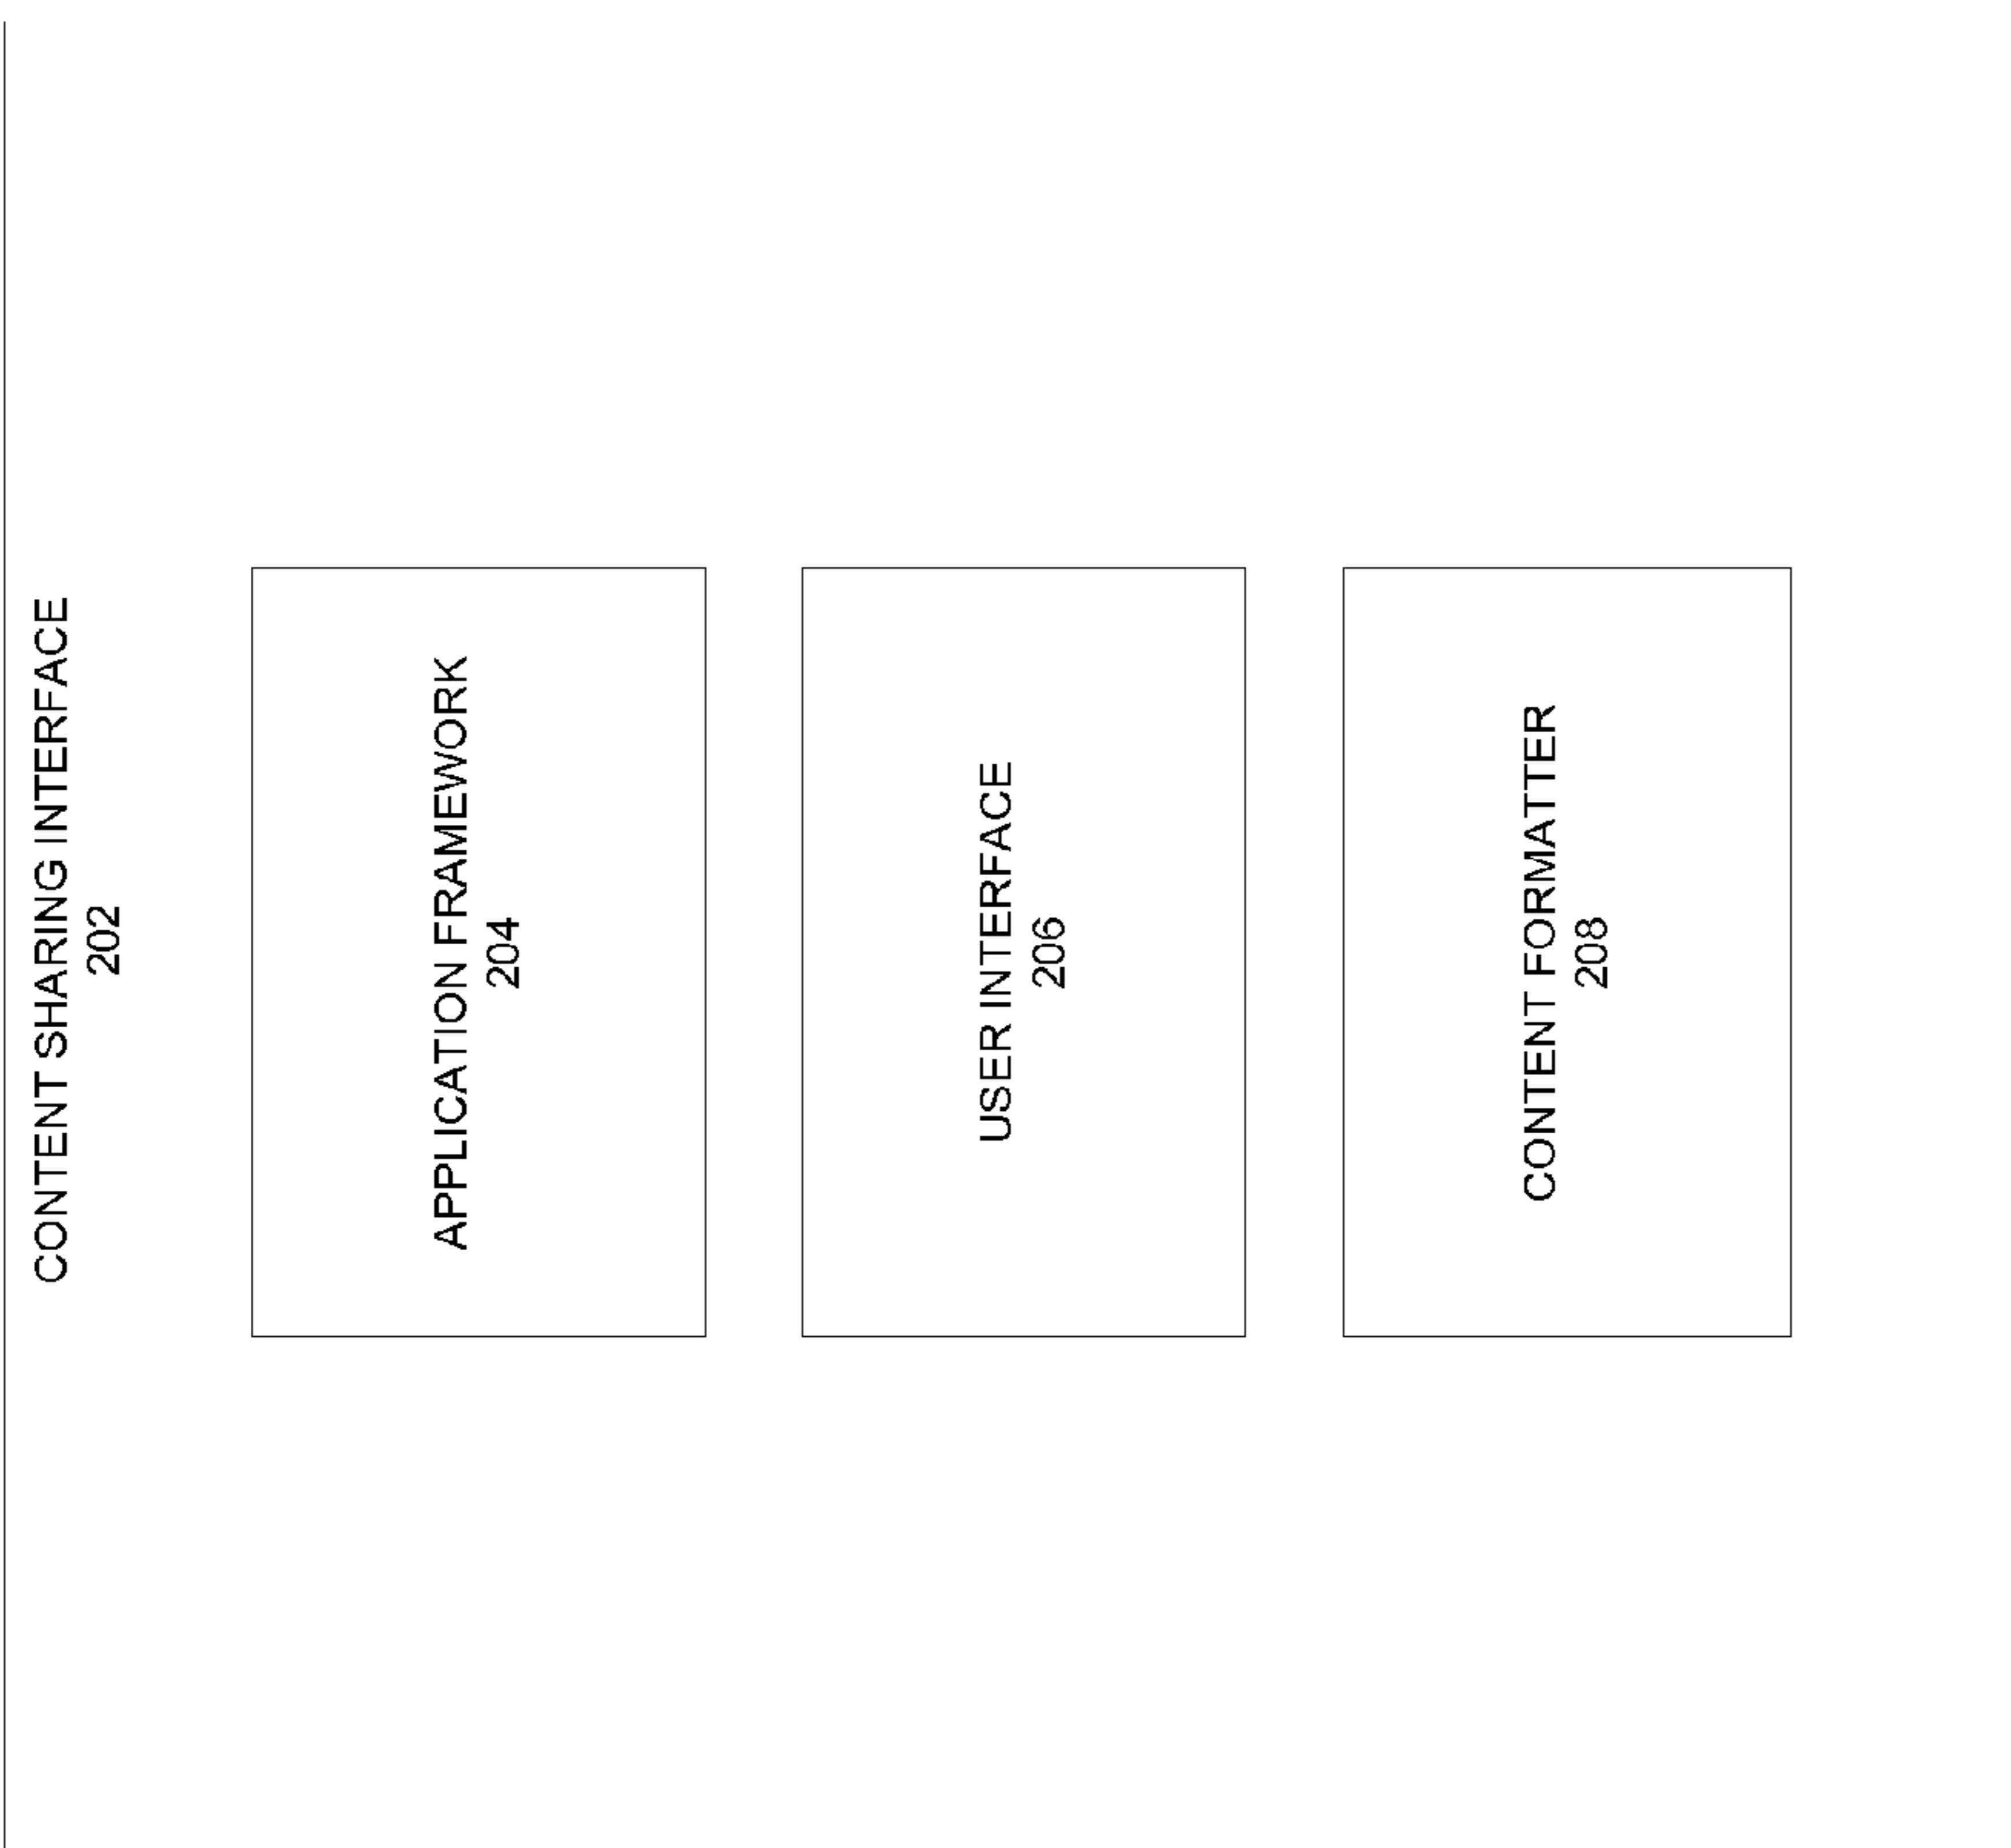 CONTENT SHARING INTERFACE
202
APPLICATION FRAMEWORK
204
USER INTERFACE
206
CONTENT FORMATTER
208